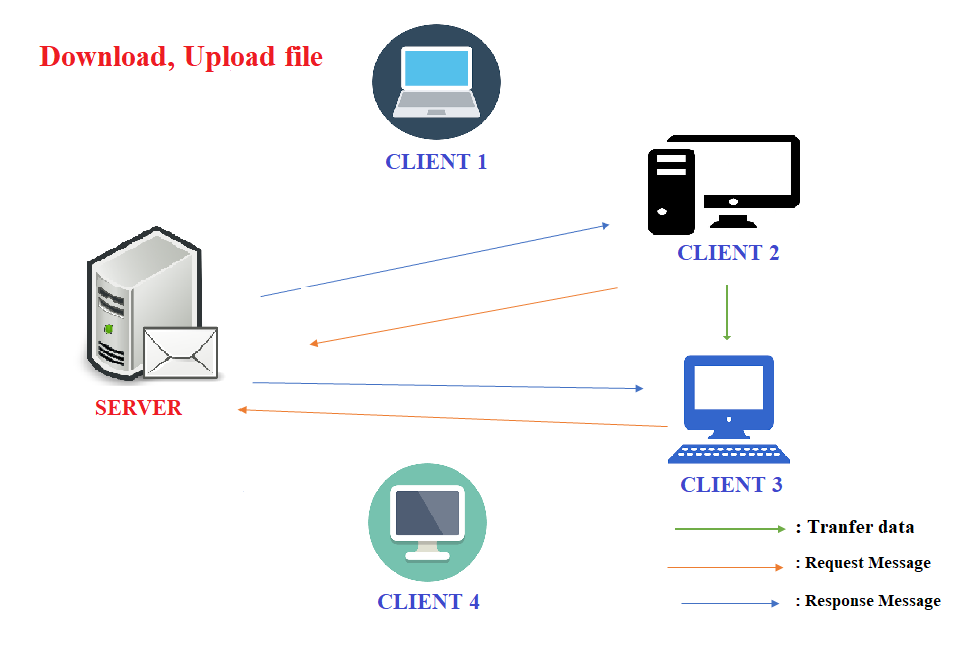 Download, Upload file
CLIENT 1
CLIENT 2
SERVER
CLIENT 3
CLIENT 4
: Tranfer data
: Request Message
: Response Message